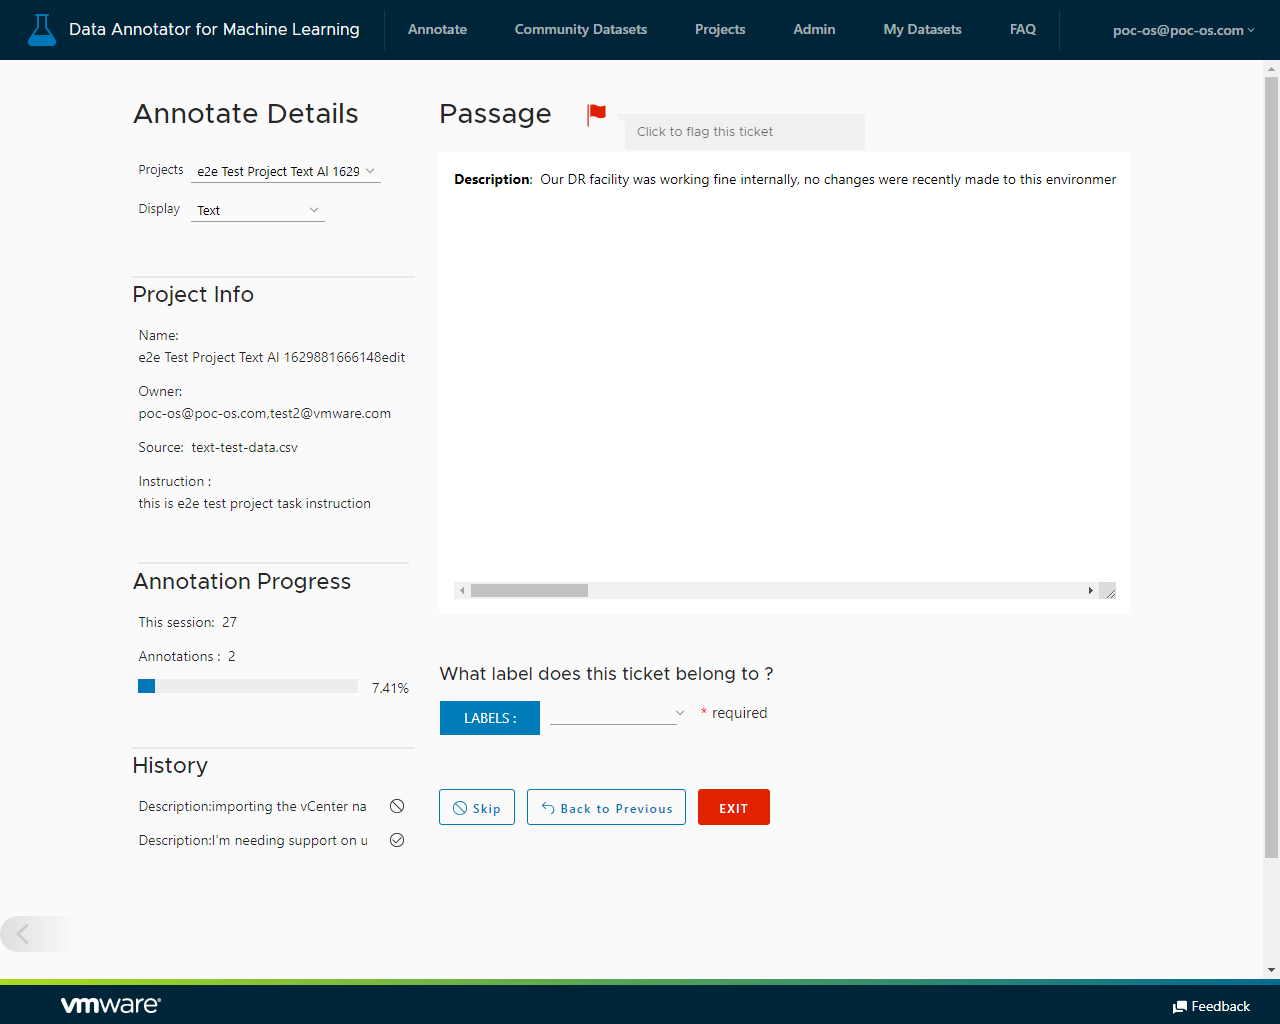 Data Annotator for Machine Learning
Annotate
Community Datasets
Projects
Admin
My Datasets
FAQ
poc-os@poc-os.com
Annotate Details
Projects
e2e Test Project Text Al 1629
Display
Text
Project Info
Name:
e2e Test Project Text Al 1629881666148edit
Owner:
poc-os@poc-os.com,test2@vmware.com
Source: text-test-data.csv
Instruction :
this is e2e test project task instruction
Annotation Progress
This session: 27
Annotations : 2
7.41%
History
Description:importing the vCenter na
Description:I'm needing support on u
Passage
Click to flag this ticket
Description: Our DR facility was working fine internally, no changes were recently made to this environmer
What label does this ticket belong to ?
LABELS :
* required
Skip
Back to Previous
EXIT
vmware
Feedback